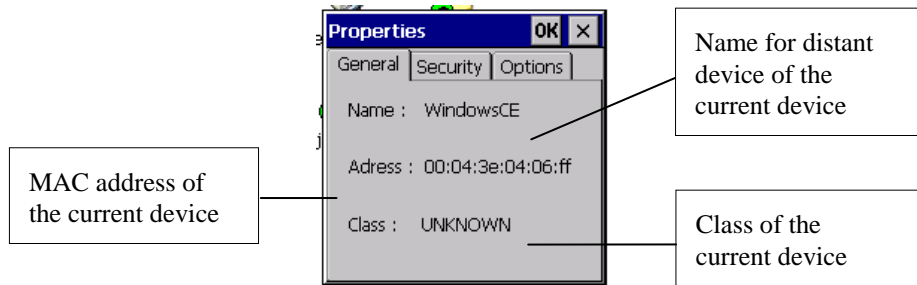 Properties OK ×
General Security Options
Name : WindowsCE
Adress : 00:04:3e:04:06:ff
Class : UNKNOWN
Name for distant
device of the
current device
MAC address of
the current device
Class of the
current device